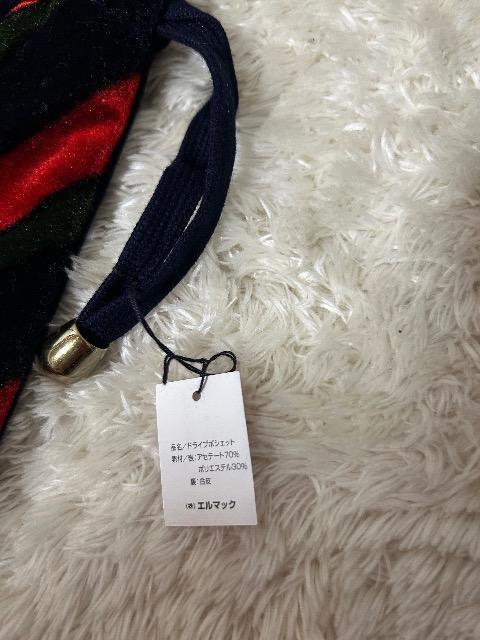 品名/ドライブポシェット
素材/表:アセテート70%
ポリエステル30%
裏:合皮
(株)エルマック